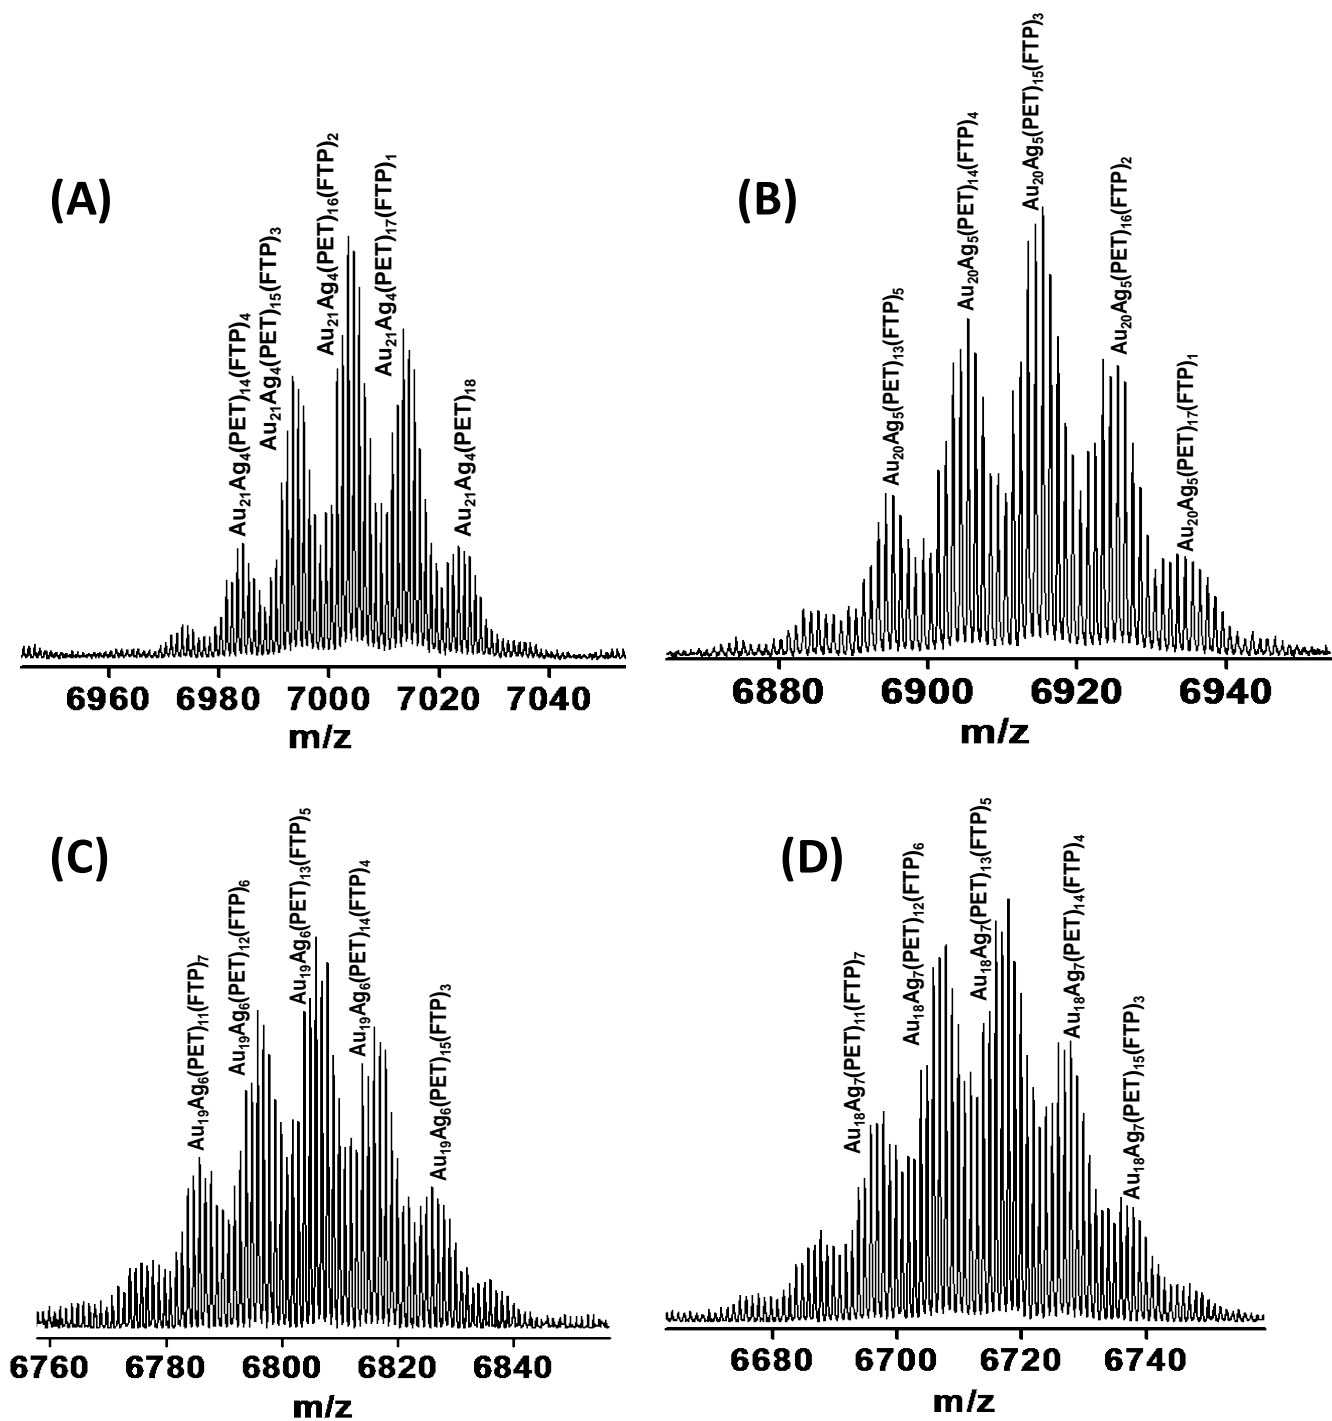 (A)
Au₂₁Ag₄(PET)₁₄(FTP)₄
Au₂₁Ag₄(PET)₁₅(FTP)₃
Au₂₁Ag₄(PET)₁₆(FTP)₂
Au₂₁Ag₄(PET)₁₇(FTP)₁
Au₂₁Ag₄(PET)₁₈
6960 6980 7000 7020 7040
m/z
(B)
Au₂₀Ag₅(PET)₁₃(FTP)₅
Au₂₀Ag₅(PET)₁₄(FTP)₄
Au₂₀Ag₅(PET)₁₅(FTP)₃
Au₂₀Ag₅(PET)₁₆(FTP)₂
Au₂₀Ag₅(PET)₁₇(FTP)₁
6880 6900 6920 6940
m/z
(C)
Au₁₉Ag₆(PET)₁₁(FTP)₇
Au₁₉Ag₆(PET)₁₂(FTP)₆
Au₁₉Ag₆(PET)₁₃(FTP)₅
Au₁₉Ag₆(PET)₁₄(FTP)₄
Au₁₉Ag₆(PET)₁₅(FTP)₃
6760 6780 6800 6820 6840
m/z
(D)
Au₁₈Ag₇(PET)₁₁(FTP)₇
Au₁₈Ag₇(PET)₁₂(FTP)₆
Au₁₈Ag₇(PET)₁₃(FTP)₅
Au₁₈Ag₇(PET)₁₄(FTP)₄
Au₁₈Ag₇(PET)₁₅(FTP)₃
6680 6700 6720 6740
m/z